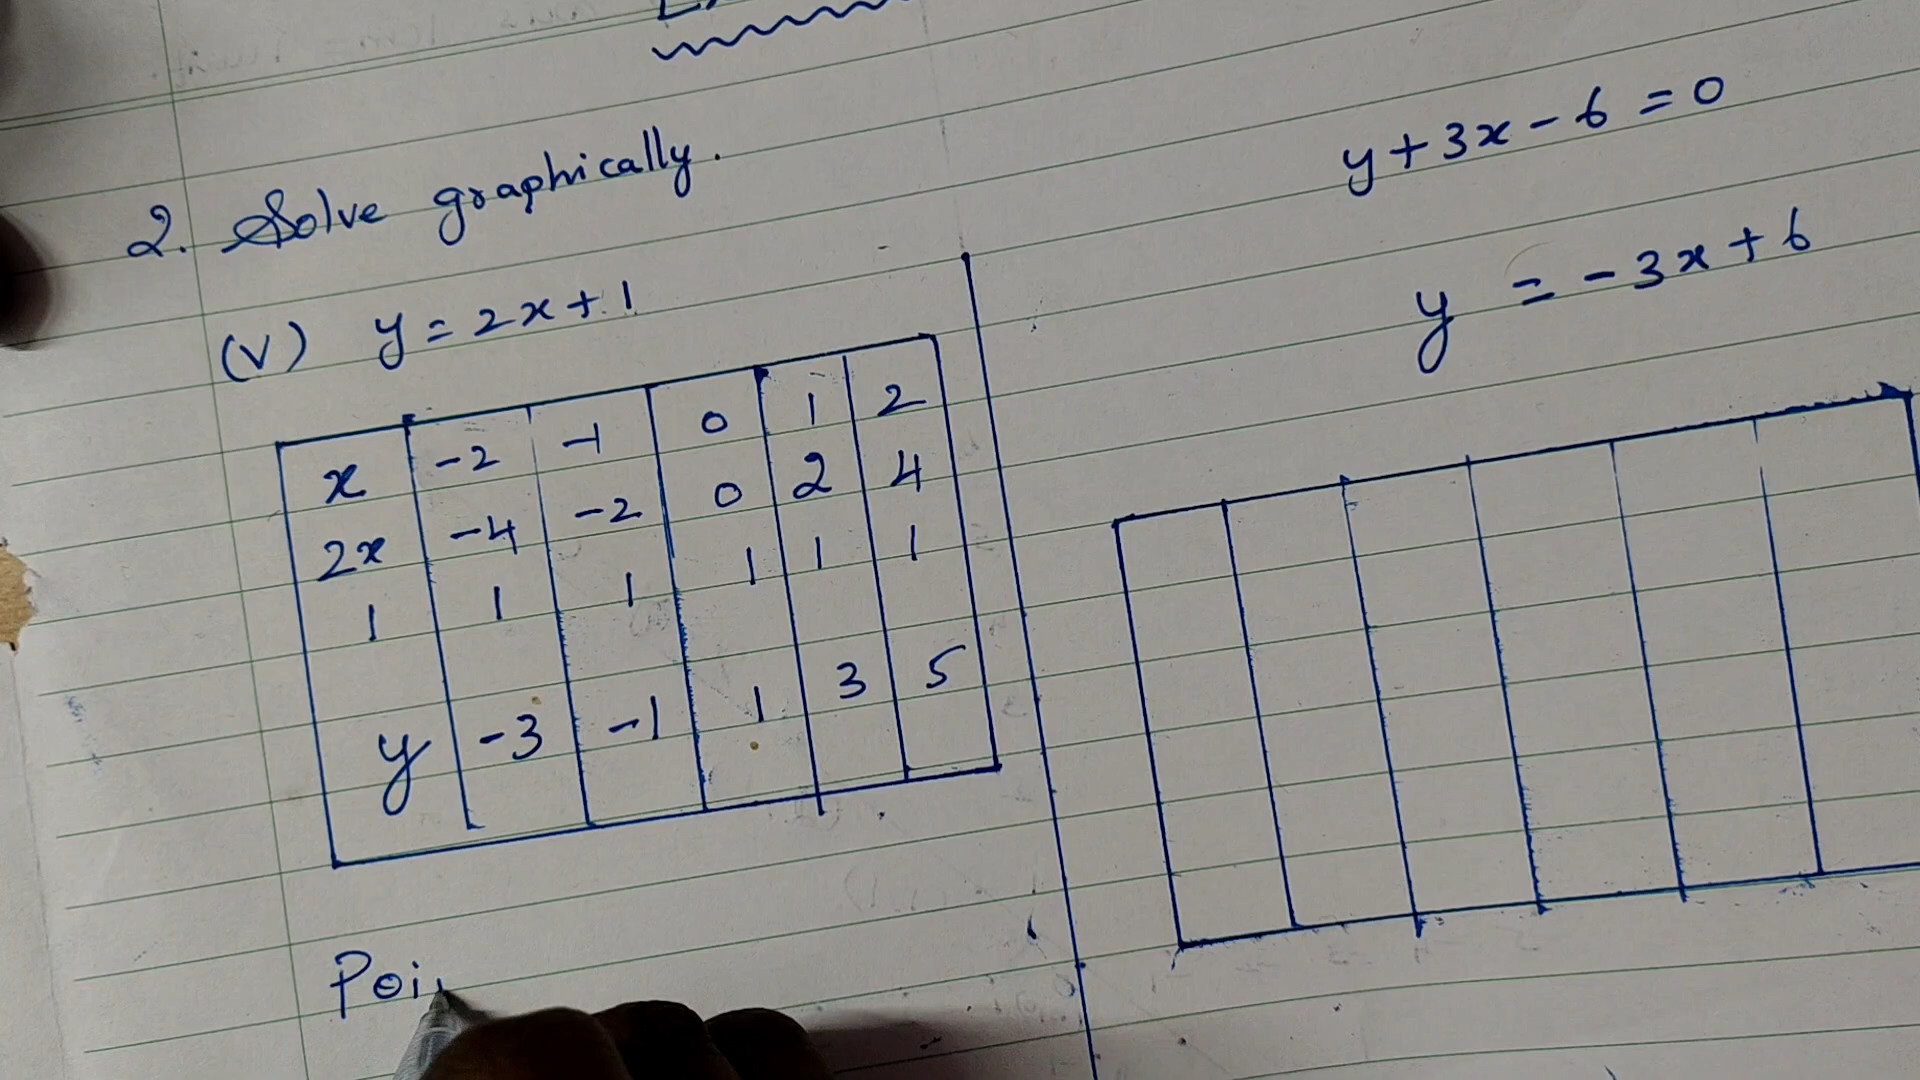 2. Solve graphically.
(v) y = 2x + 1
x -2 -1 0 1 2
2x -4 -2 0 2 4
1 1 1 1 1 1
y -3 -1 1 3 5
Poi
y + 3x - 6 = 0
y = -3x + 6